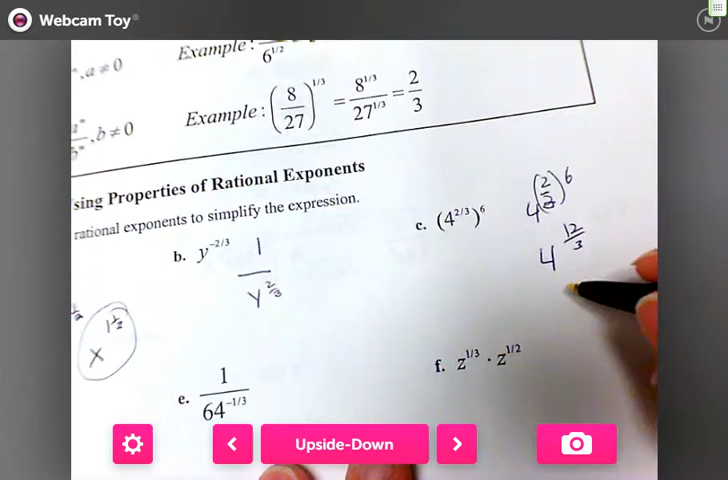 Webcam Toy
, a ≠ 0
Example : 6^{1/2}
Example : (8/27)^{1/3} = 8^{1/3}/27^{1/3} = 2/3
, b ≠ 0
sing Properties of Rational Exponents
rational exponents to simplify the expression.
b. y^{-2/3} 1/y^{2/3}
c. (4^{2/3})^6 4^{(2/3)6}
4^{12/3}
x^{1 1/2}
e. 1/64^{-1/3}
f. z^{1/3} · z^{1/2}
Upside-Down